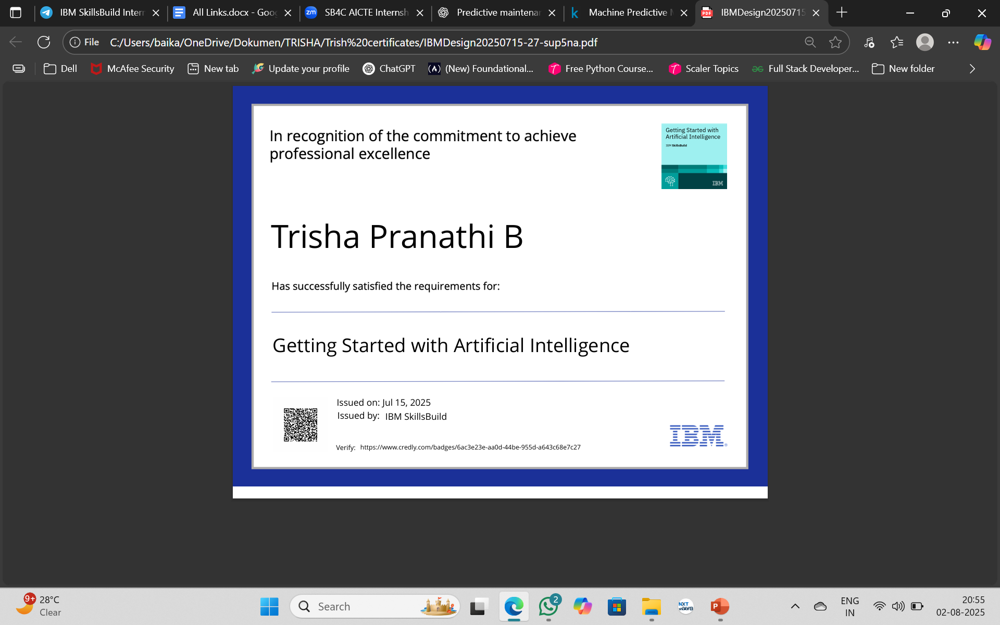 IBM SkillsBuild Intern
All Links.docx - Goog
SB4C AICTE Internsh
Predictive maintenan
Machine Predictive M
IBMDesign20250715
File
C:/Users/baika/OneDrive/Dokumen/TRISHA/Trish%20certificates/IBMDesign20250715-27-sup5na.pdf
Dell
McAfee Security
New tab
Update your profile
ChatGPT
(New) Foundational...
Free Python Course...
Scaler Topics
Full Stack Developer...
New folder
In recognition of the commitment to achieve
professional excellence
Getting Started with
Artificial Intelligence
IBM SkillsBuild
IBM
Trisha Pranathi B
Has successfully satisfied the requirements for:
Getting Started with Artificial Intelligence
Issued on: Jul 15, 2025
Issued by: IBM SkillsBuild
Verify: https://www.credly.com/badges/6ac3e23e-aa0d-44be-955d-a643c68e7c27
IBM®
9+
28°C
Clear
Search
2
NXT
WAVE
P
ENG
IN
20:55
02-08-2025